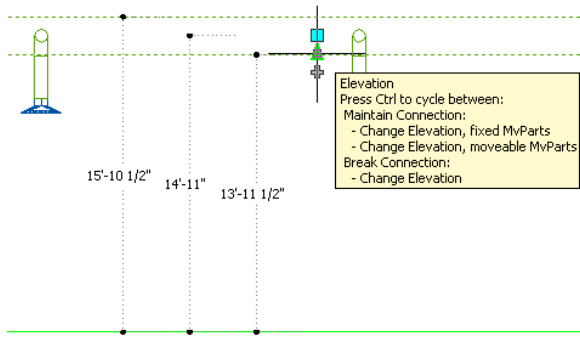 Elevation
Press Ctrl to cycle between:
Maintain Connection:
- Change Elevation, fixed MvParts
- Change Elevation, moveable MvParts
Break Connection:
- Change Elevation
15'-10 1/2"
14'-11"
13'-11 1/2"